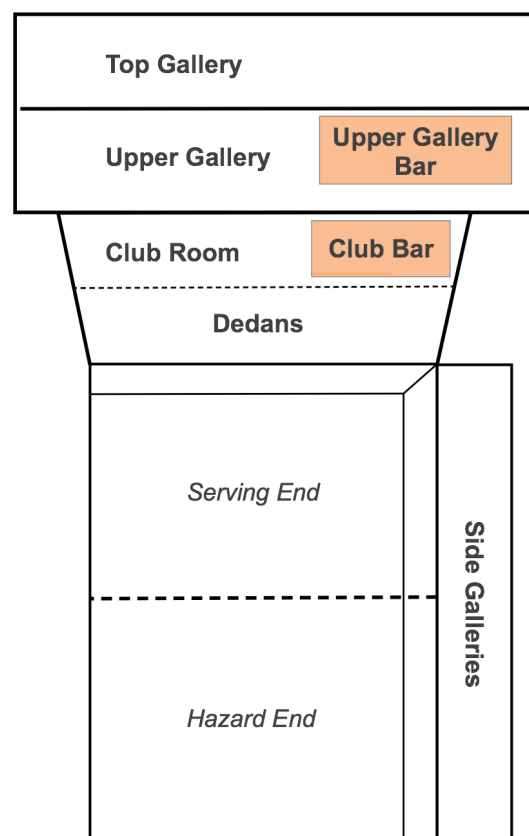 Top Gallery
Upper Gallery
Upper Gallery
Bar
Club Room
Club Bar
Dedans
Serving End
Side Galleries
Hazard End